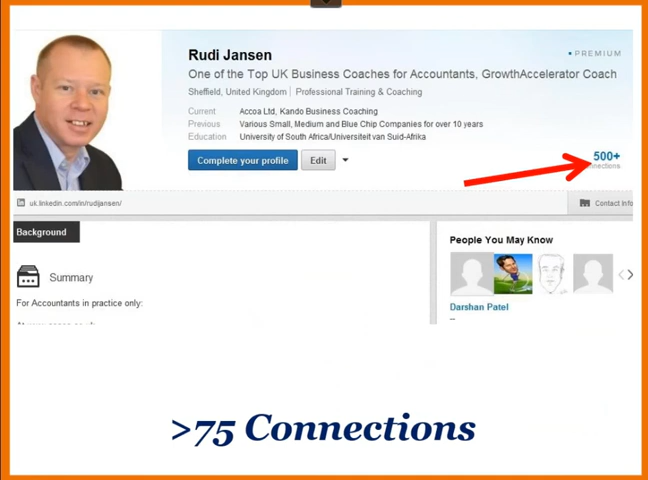 Rudi Jansen
PREMIUM
One of the Top UK Business Coaches for Accountants, GrowthAccelerator Coach
Sheffield, United Kingdom | Professional Training & Coaching
Current Accoa Ltd, Kando Business Coaching
Previous Various Small, Medium and Blue Chip Companies for over 10 years
Education University of South Africa/Universiteit van Suid-Afrika
Complete your profile Edit
500+
nnections
in uk.linkedin.com/in/rudijansen/
Contact Info
Background
People You May Know
Summary
For Accountants in practice only:
Darshan Patel
--
>75 Connections